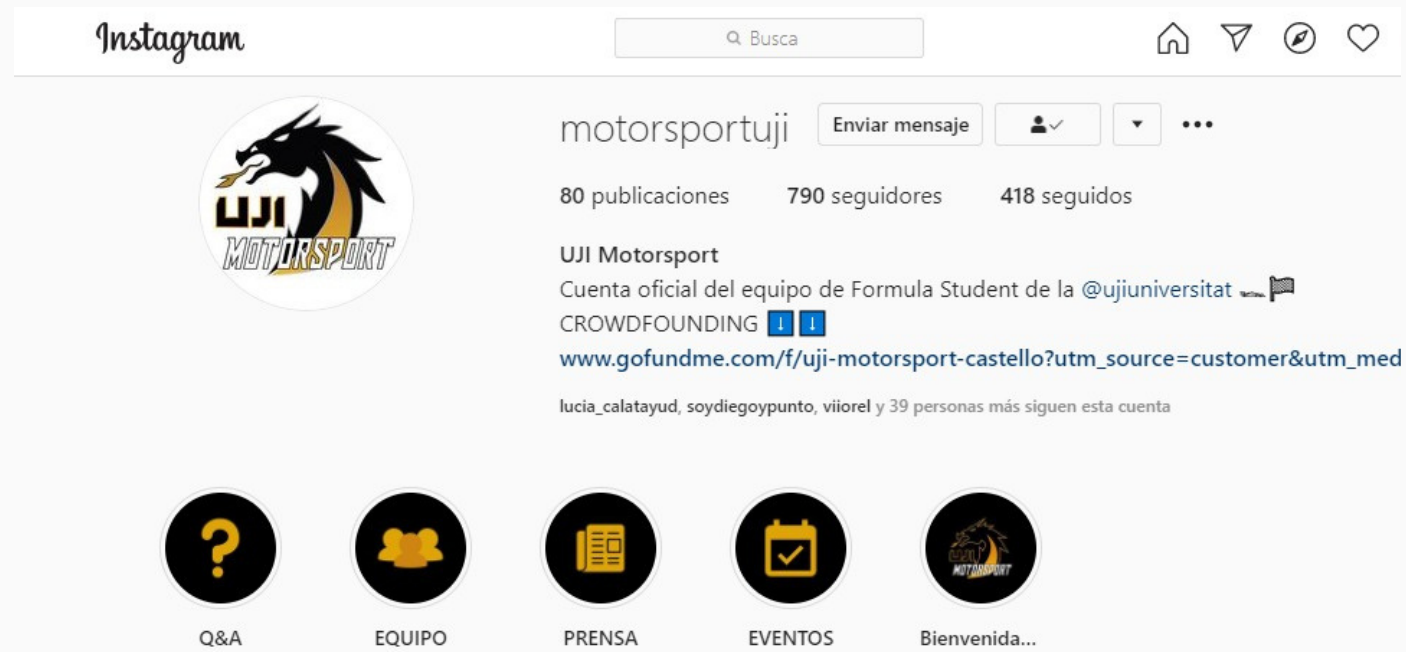 Instagram
Busca
UJI
MOTORSPORT
motorsportuji Enviar mensaje
80 publicaciones 790 seguidores 418 seguidos
UJI Motorsport
Cuenta oficial del equipo de Formula Student de la @ujiuniversitat
CROWDFOUNDING
www.gofundme.com/f/uji-motorsport-castello?utm_source=customer&utm_med
lucia_calatayud, soydiegoypunto, viiorel y 39 personas más siguen esta cuenta
UJI
MOTORSPORT
Q&A EQUIPO PRENSA EVENTOS Bienvenida...